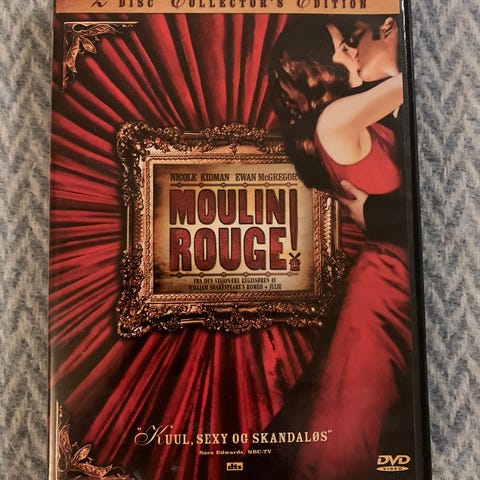 2 DISC COLLECTOR'S EDITION
NICOLE KIDMAN EWAN McGREGOR
MOULIN
ROUGE!
FRA DEN VISJONÆRE REGISSØREN AV
WILLIAM SHAKESPEARE'S ROMEO + JULIE
"KUUL, SEXY OG SKANDALØS"
SARA EDWARDS, NBC-TV
dts
DVD
VIDEO